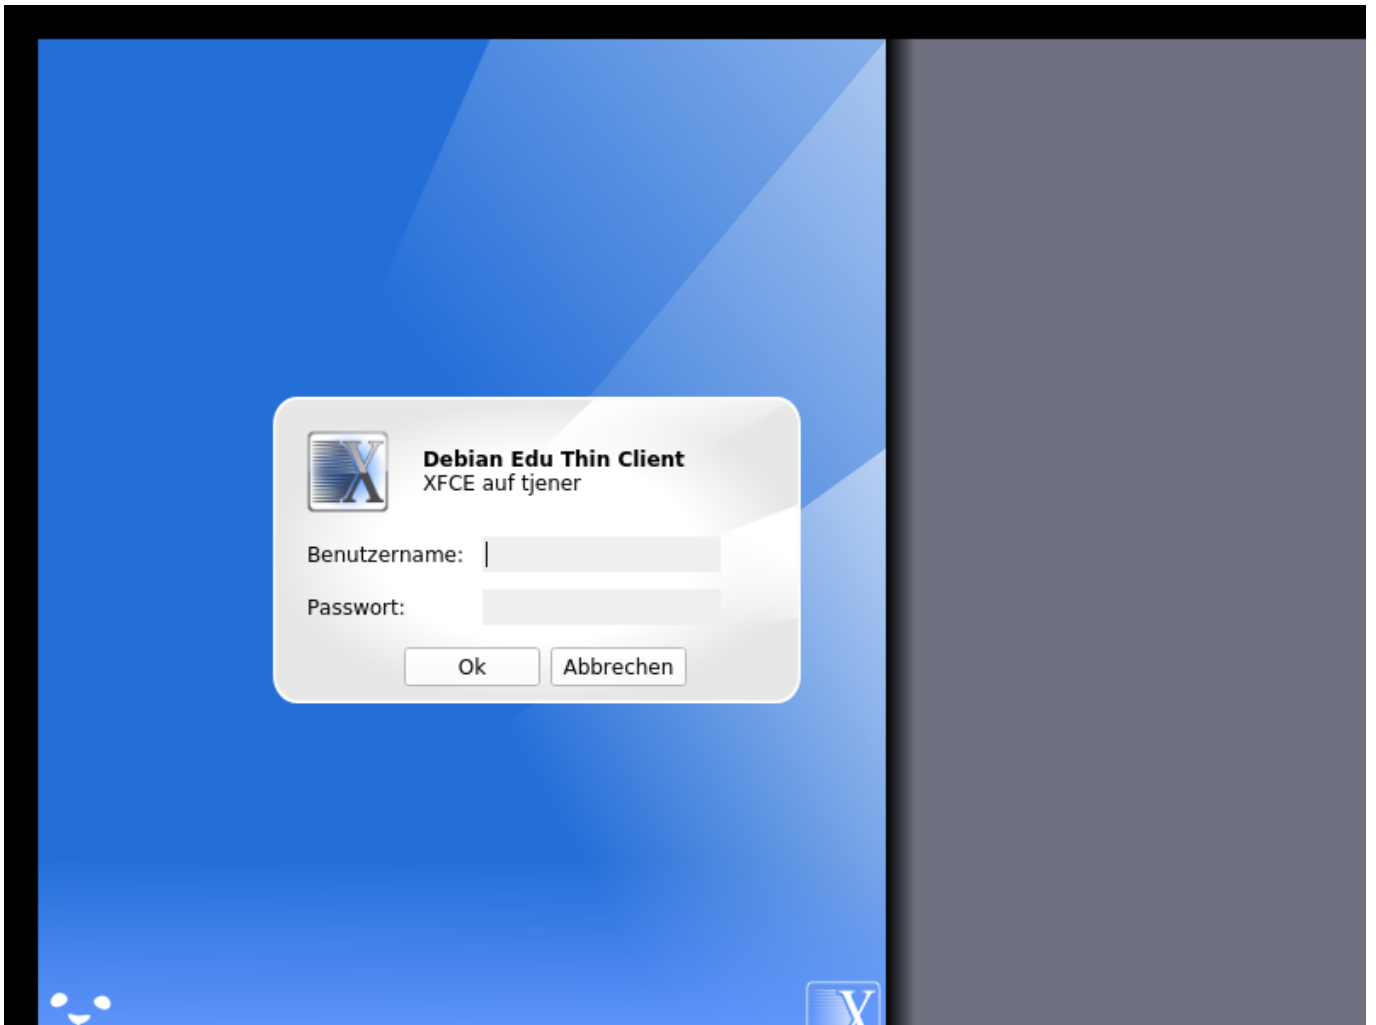 Debian Edu Thin Client
XFCE auf tjener
Benutzername:
Passwort:
Ok
Abbrechen
X